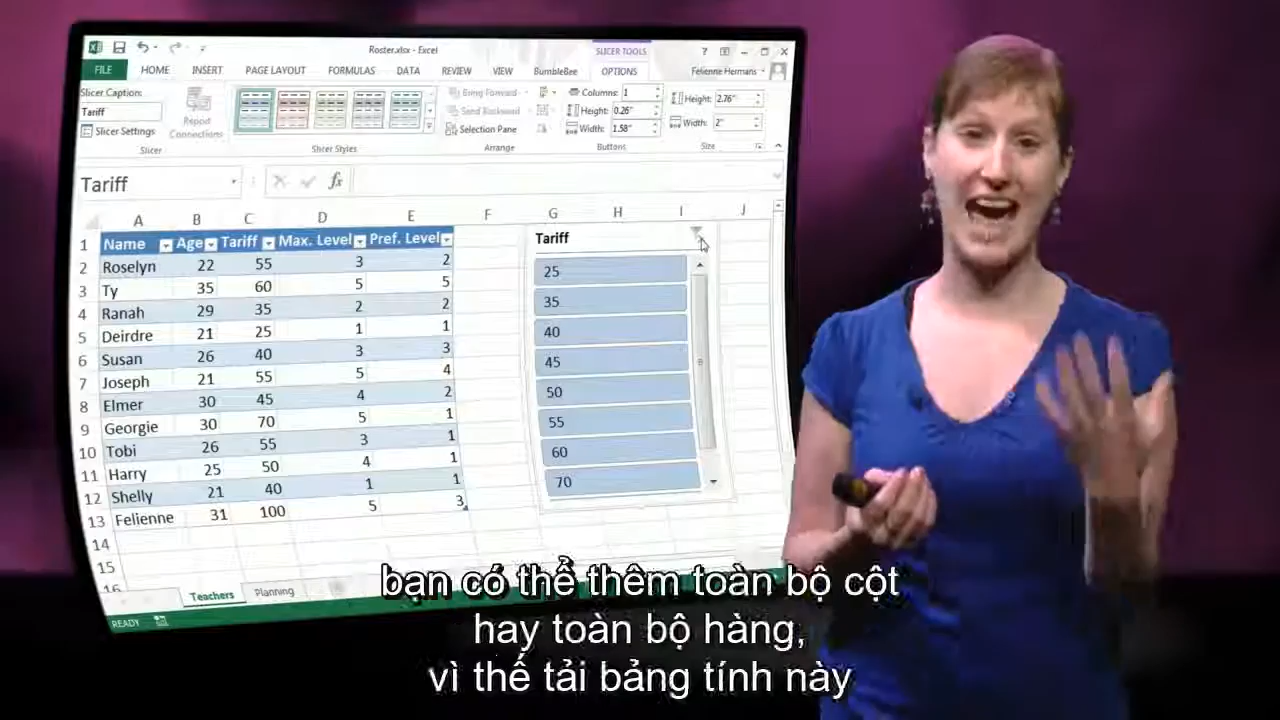 Roster.xlsx - Excel
SLICER TOOLS
FILE HOME INSERT PAGE LAYOUT FORMULAS DATA REVIEW VIEW BumbleBee OPTIONS Felienne Hermans
Slicer Caption:
Tariff
Slicer Settings
Report Connections
Bring Forward
Send Backward
Selection Pane
Columns: 1
Height: 0.26"
Width: 1.58"
Height: 2.76"
Width: 2"
Slicer Slicer Styles Arrange Buttons Size
Tariff fx
A B C D E F G H I J
1 Name Age Tariff Max. Level Pref. Level
2 Roselyn 22 55 3 2
3 Ty 35 60 5 5
4 Ranah 29 35 2 2
5 Deirdre 21 25 1 1
6 Susan 26 40 3 3
7 Joseph 21 55 5 4
8 Elmer 30 45 4 2
9 Georgie 30 70 5 1
10 Tobi 26 55 3 1
11 Harry 25 50 4 1
12 Shelly 21 40 1 1
13 Felienne 31 100 5 3
14
15
16
Tariff
25
35
40
45
50
55
60
70
Teachers Planning
READY
bạn có thể thêm toàn bộ cột
hay toàn bộ hàng,
vì thế tải bảng tính này